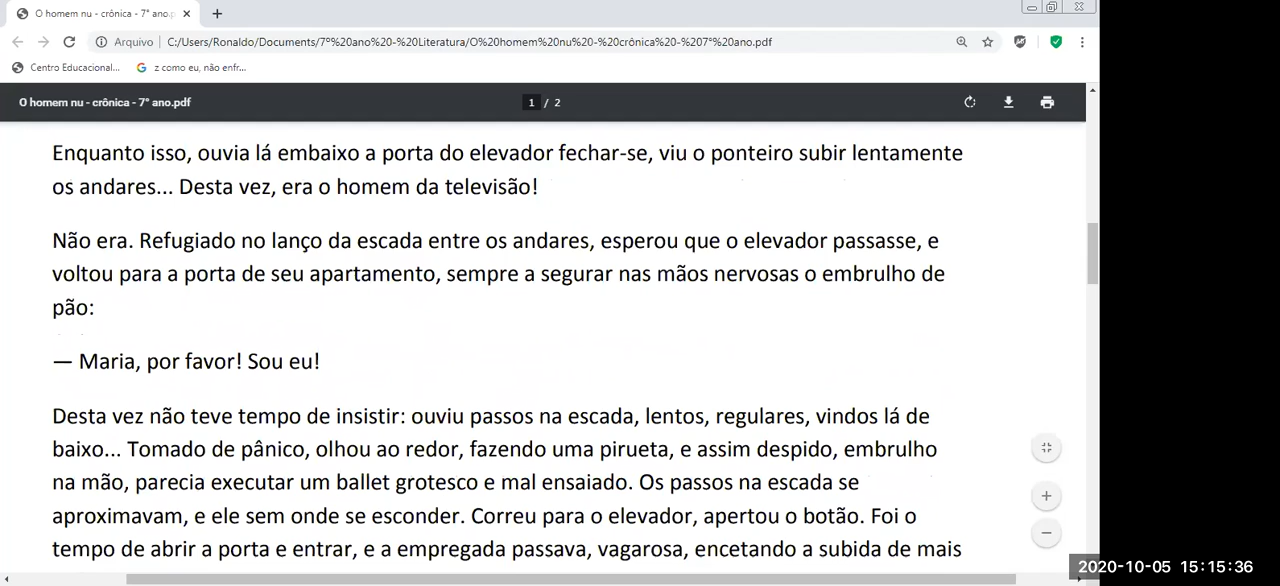 O homem nu - crônica - 7° ano.p
Arquivo C:/Users/Ronaldo/Documents/7º%20ano%20-%20Literatura/O%20homem%20nu%20-%20crônica%20-%207°%20ano.pdf
Centro Educacional... z como eu, não enfr...
O homem nu - crônica - 7° ano.pdf 1 / 2
Enquanto isso, ouvia lá embaixo a porta do elevador fechar-se, viu o ponteiro subir lentamente
os andares... Desta vez, era o homem da televisão!
Não era. Refugiado no lanço da escada entre os andares, esperou que o elevador passasse, e
voltou para a porta de seu apartamento, sempre a segurar nas mãos nervosas o embrulho de
pão:
— Maria, por favor! Sou eu!
Desta vez não teve tempo de insistir: ouviu passos na escada, lentos, regulares, vindos lá de
baixo... Tomado de pânico, olhou ao redor, fazendo uma pirueta, e assim despido, embrulho
na mão, parecia executar um ballet grotesco e mal ensaiado. Os passos na escada se
aproximavam, e ele sem onde se esconder. Correu para o elevador, apertou o botão. Foi o
tempo de abrir a porta e entrar, e a empregada passava, vagarosa, encetando a subida de mais
2020-10-05 15:15:36